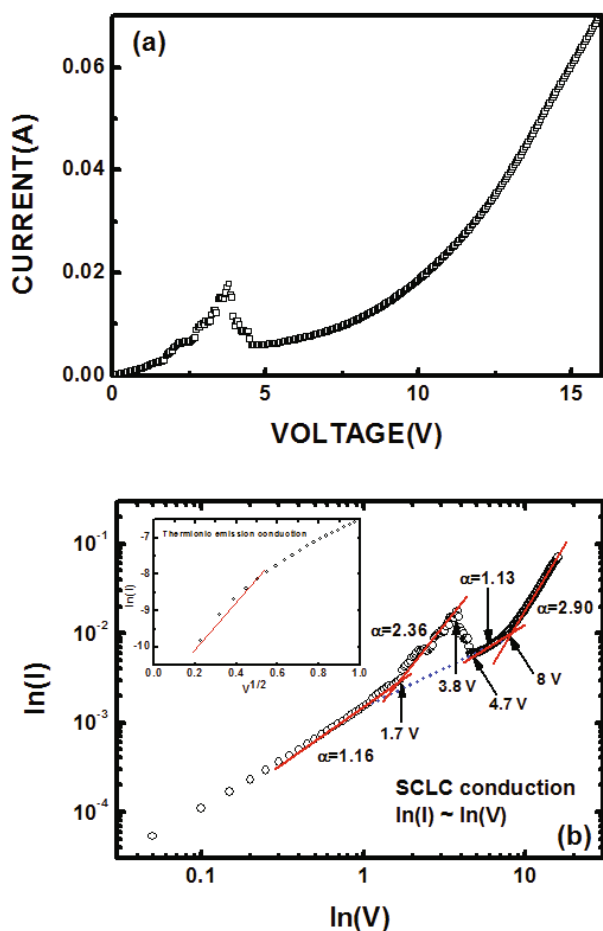 (a)
0.06
0.04
0.02
0.00
CURRENT(A)
0 5 10 15
VOLTAGE(V)
10⁻¹
10⁻²
10⁻³
10⁻⁴
ln(I)
Thermionio emission conduction
-7
-8
-9
-10
ln(I)
0.0 0.2 0.4 0.6 0.8 1.0
V^1/2
α=1.13
α=2.36
α=2.90
3.8 V
8 V
4.7 V
1.7 V
α=1.16
SCLC conduction
ln(I) ~ ln(V)
(b)
0.1 1 10
ln(V)